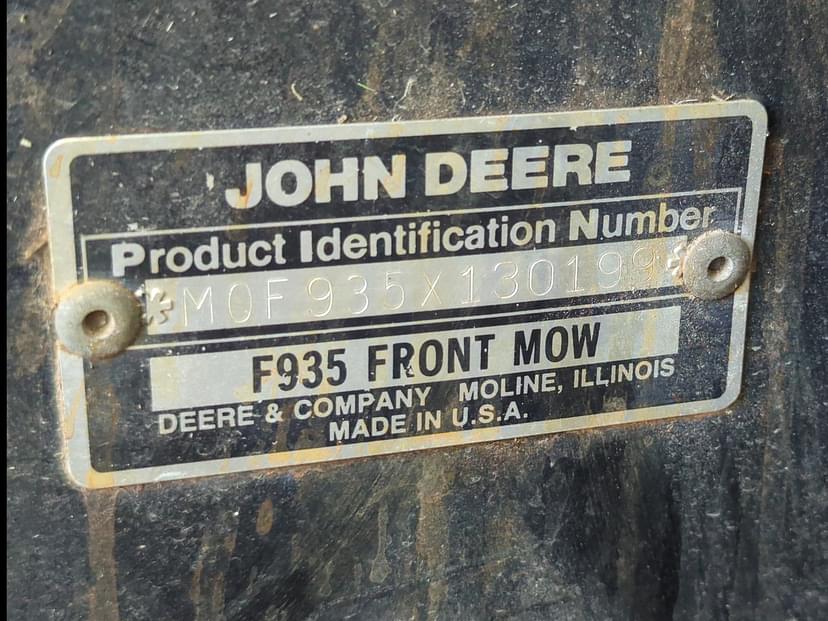 JOHN DEERE
Product Identification Number
*M0F935X130199*
F935 FRONT MOW
DEERE & COMPANY MOLINE, ILLINOIS
MADE IN U.S.A.